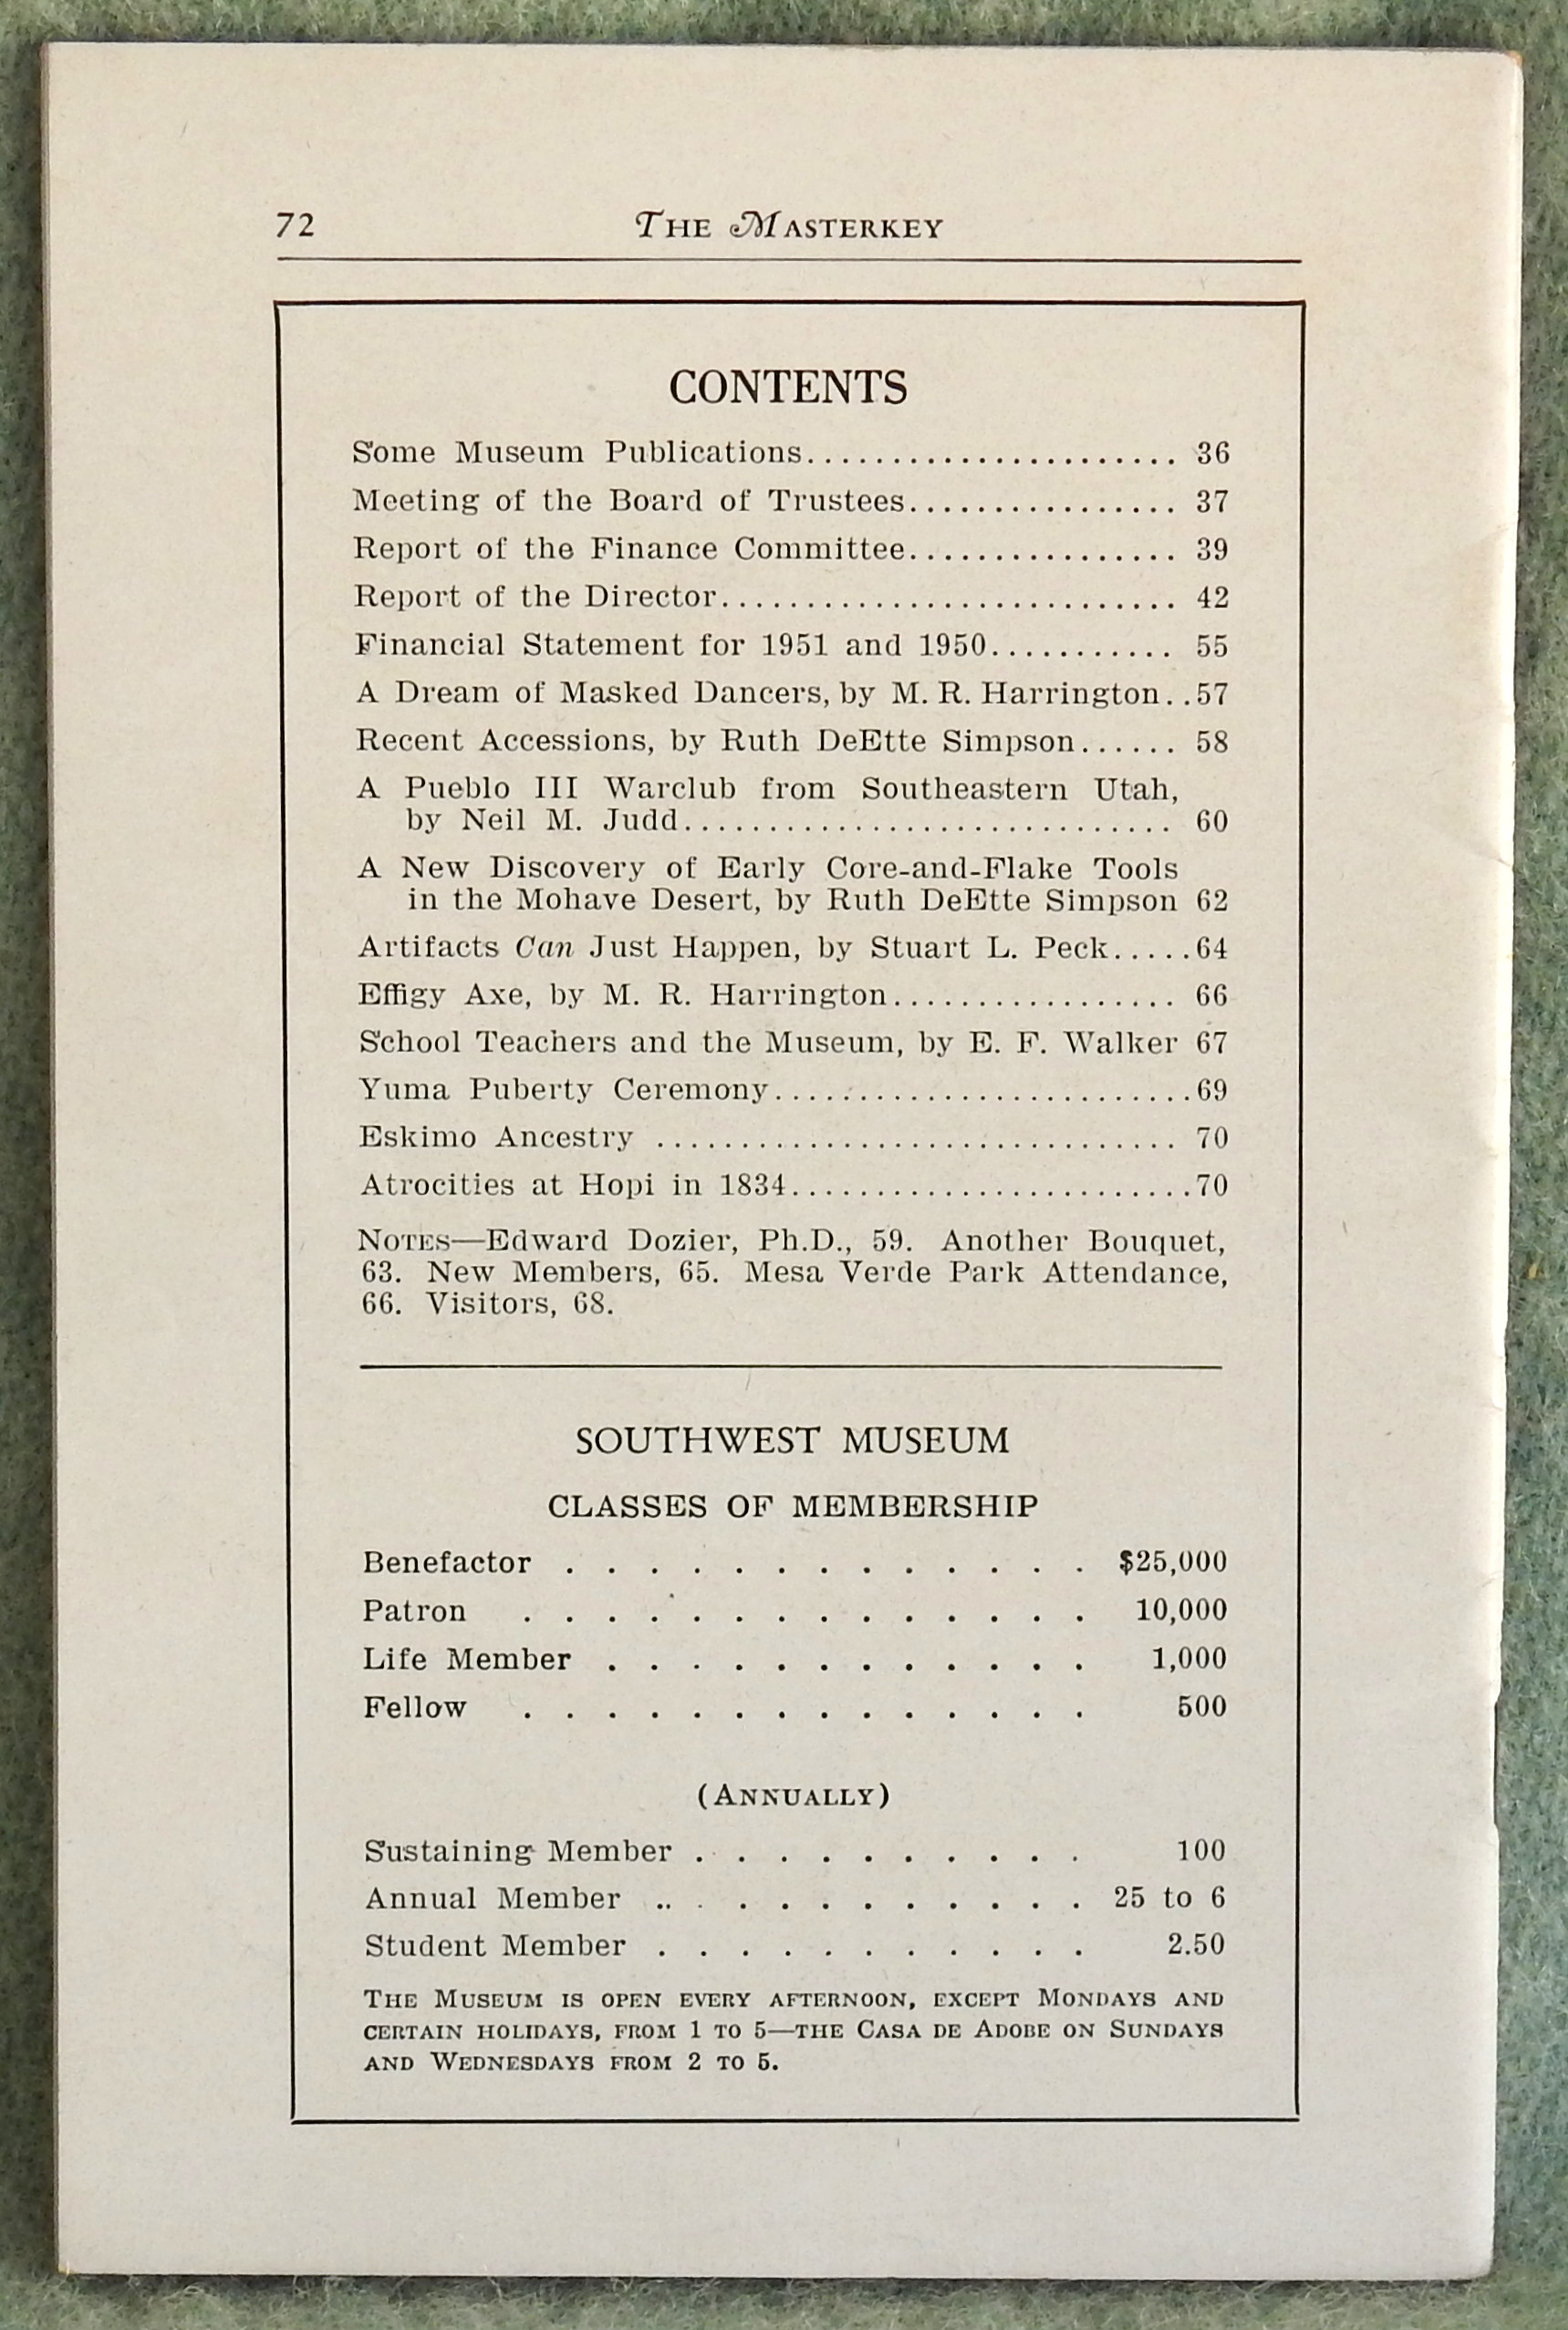 72 THE MASTERKEY
CONTENTS
Some Museum Publications...................... 36
Meeting of the Board of Trustees................ 37
Report of the Finance Committee................ 39
Report of the Director........................... 42
Financial Statement for 1951 and 1950........... 55
A Dream of Masked Dancers, by M. R. Harrington..57
Recent Accessions, by Ruth DeEtte Simpson...... 58
A Pueblo III Warclub from Southeastern Utah,
by Neil M. Judd............................. 60
A New Discovery of Early Core-and-Flake Tools
in the Mohave Desert, by Ruth DeEtte Simpson 62
Artifacts Can Just Happen, by Stuart L. Peck.....64
Effigy Axe, by M. R. Harrington................. 66
School Teachers and the Museum, by E. F. Walker 67
Yuma Puberty Ceremony.........................69
Eskimo Ancestry ............................... 70
Atrocities at Hopi in 1834........................70
NOTES—Edward Dozier, Ph.D., 59. Another Bouquet,
63. New Members, 65. Mesa Verde Park Attendance,
66. Visitors, 68.
SOUTHWEST MUSEUM
CLASSES OF MEMBERSHIP
Benefactor . . . . . . . . . . . . . $25,000
Patron . . . . . . . . . . . . . . 10,000
Life Member . . . . . . . . . . . . 1,000
Fellow . . . . . . . . . . . . . . 500
(ANNUALLY)
Sustaining Member . . . . . . . . . . 100
Annual Member .. . . . . . . . . . . 25 to 6
Student Member . . . . . . . . . . . 2.50
THE MUSEUM IS OPEN EVERY AFTERNOON, EXCEPT MONDAYS AND
CERTAIN HOLIDAYS, FROM 1 TO 5—THE CASA DE ADOBE ON SUNDAYS
AND WEDNESDAYS FROM 2 TO 5.